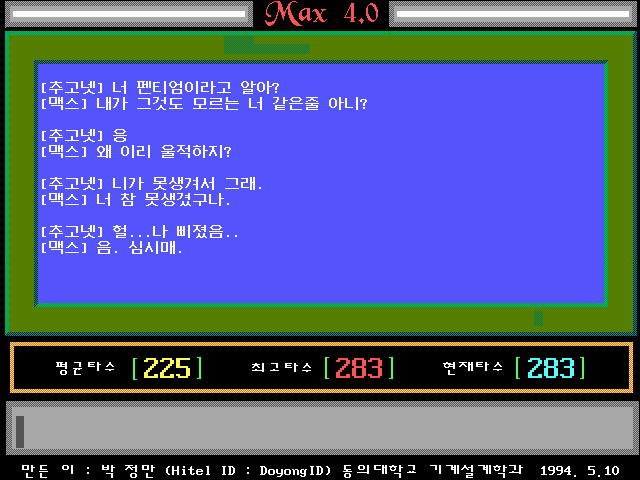 Max 4.0
[추고넷] 너 펜티엄이라고 알아?
[맥스] 내가 그것도 모르는 너 같은줄 아니?
[추고넷] 응
[맥스] 왜 이리 울적하지?
[추고넷] 니가 못생겨서 그래.
[맥스] 너 참 못생겼구나.
[추고넷] 헐...나 삐졌음..
[맥스] 음. 심시매.
평균타수 [225] 최고타수 [283] 현재타수 [283]
만든 이 : 박 정만 (Hitel ID : DoyongID) 동의대학교 기계설계학과 1994. 5.10